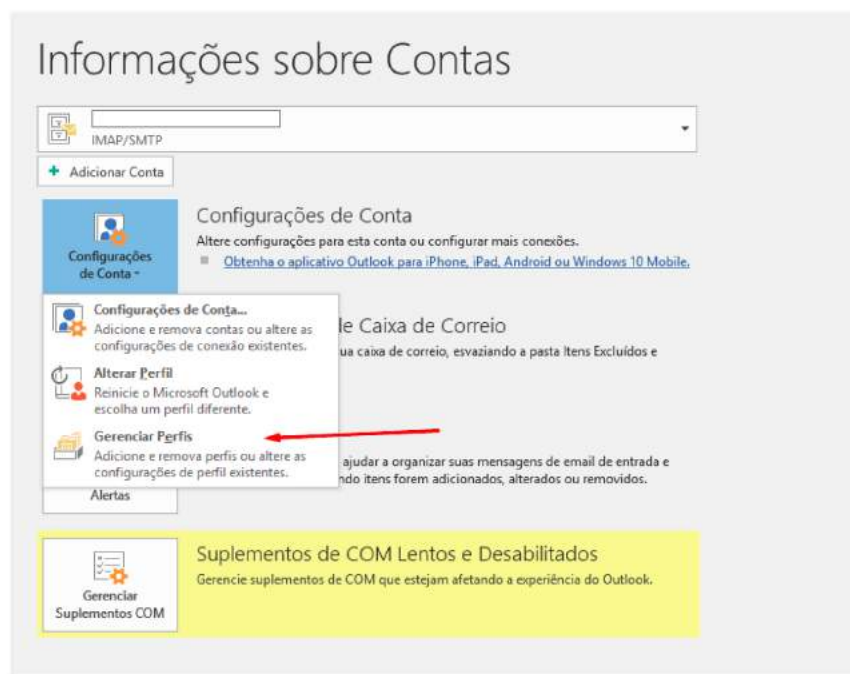 Informações sobre Contas
IMAP/SMTP
+ Adicionar Conta
Configurações
de Conta
Configurações de Conta
Altere configurações para esta conta ou configurar mais conexões.
Obtenha o aplicativo Outlook para iPhone, iPad, Android ou Windows 10 Mobile.
Configurações de Conta...
Adicione e remova contas ou altere as
configurações de conexão existentes.
Alterar Perfil
Reinicie o Microsoft Outlook e
escolha um perfil diferente.
Gerenciar Perfis
Adicione e remova perfis ou altere as
configurações de perfil existentes.
de Caixa de Correio
ua caixa de correio, esvaziando a pasta Itens Excluídos e
ajudar a organizar suas mensagens de email de entrada e
ndo itens forem adicionados, alterados ou removidos.
Alertas
Gerenciar
Suplementos COM
Suplementos de COM Lentos e Desabilitados
Gerencie suplementos de COM que estejam afetando a experiência do Outlook.